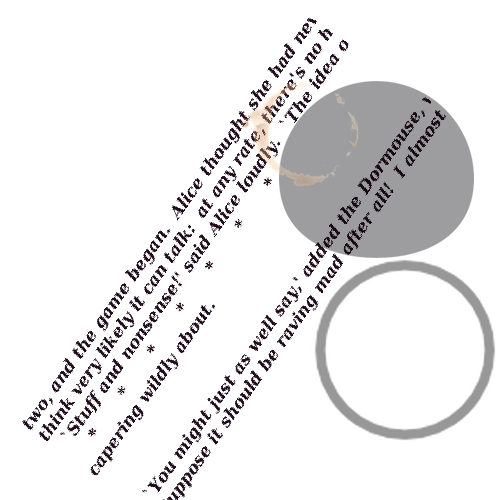 two, and the game began. Alice thought she had nev
think very likely it can talk: at any rate, there's no h
`Stuff and nonsense!' said Alice loudly. `The idea o
* * * * * * *
capering wildly about.
`You might just as well say,' added the Dormouse,
uppose it should be raving mad after all! I almost